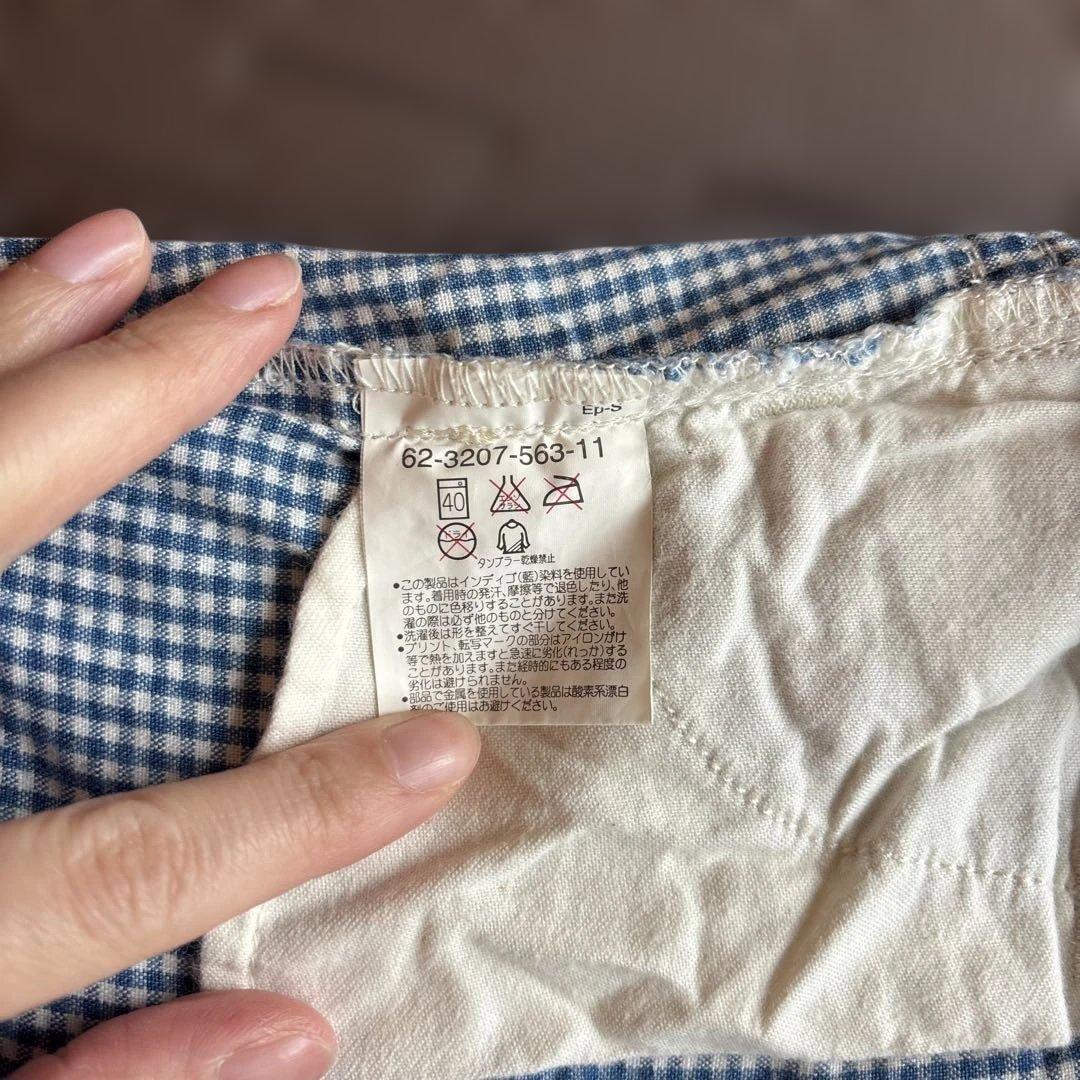 Ep-S
62-3207-563-11
40
エンソ
サラシ
ドライ
タンブラー乾燥禁止
●この製品はインディゴ(藍)染料を使用してい
ます。着用時の発汗、摩擦等で退色したり、他
のものに色移りすることがあります。また洗
濯の際は必ず他のものと分けてください。
●洗濯後は形を整えてすぐ干してください。
●プリント、転写マークの部分はアイロンがけ
等で熱を加えますと急速に劣化(れっか)する
ことがあります。また経時的にもある程度の
劣化は避けられません。
●部品で金属を使用している製品は酸素系漂白
剤のご使用はお避けください。